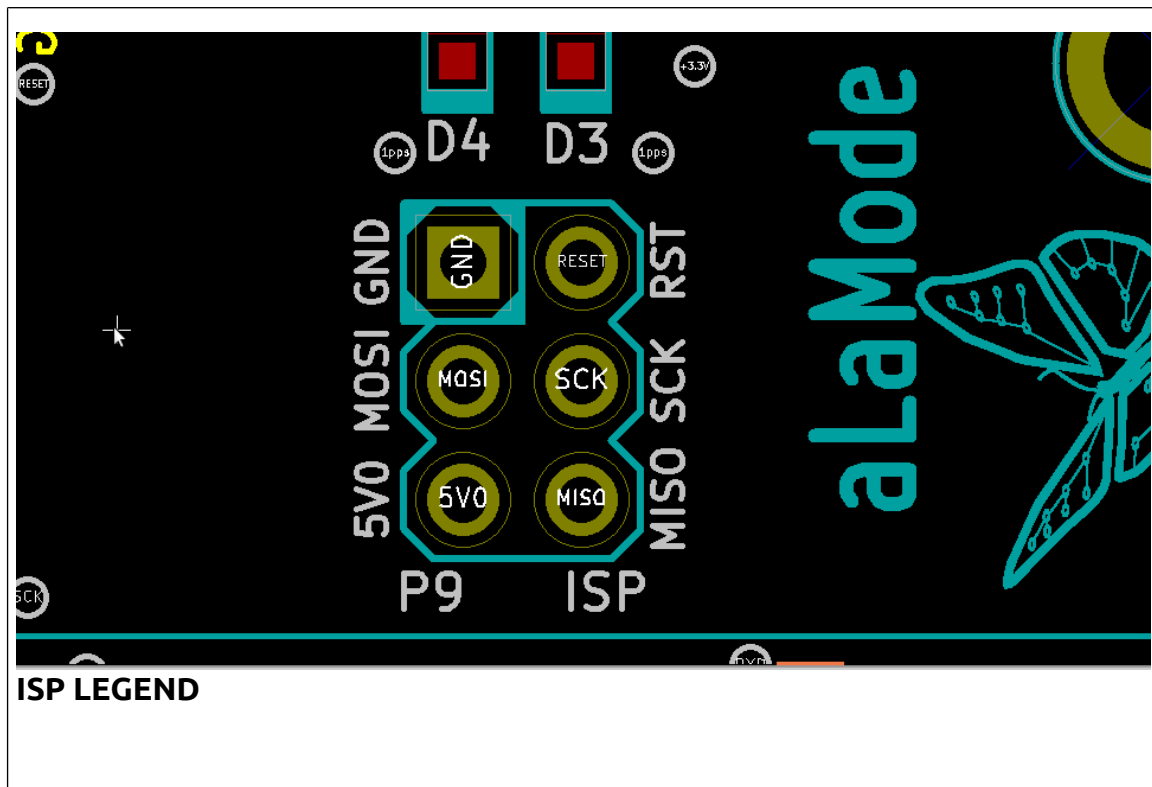 RESET
+3.3V
D4 D3
1pps
1pps
GND
GND
RESET
RST
MOSI
MOSI
SCK
SCK
5V0
5V0
MISO
MISO
P9 ISP
SCK
aLaMode
ISP LEGEND